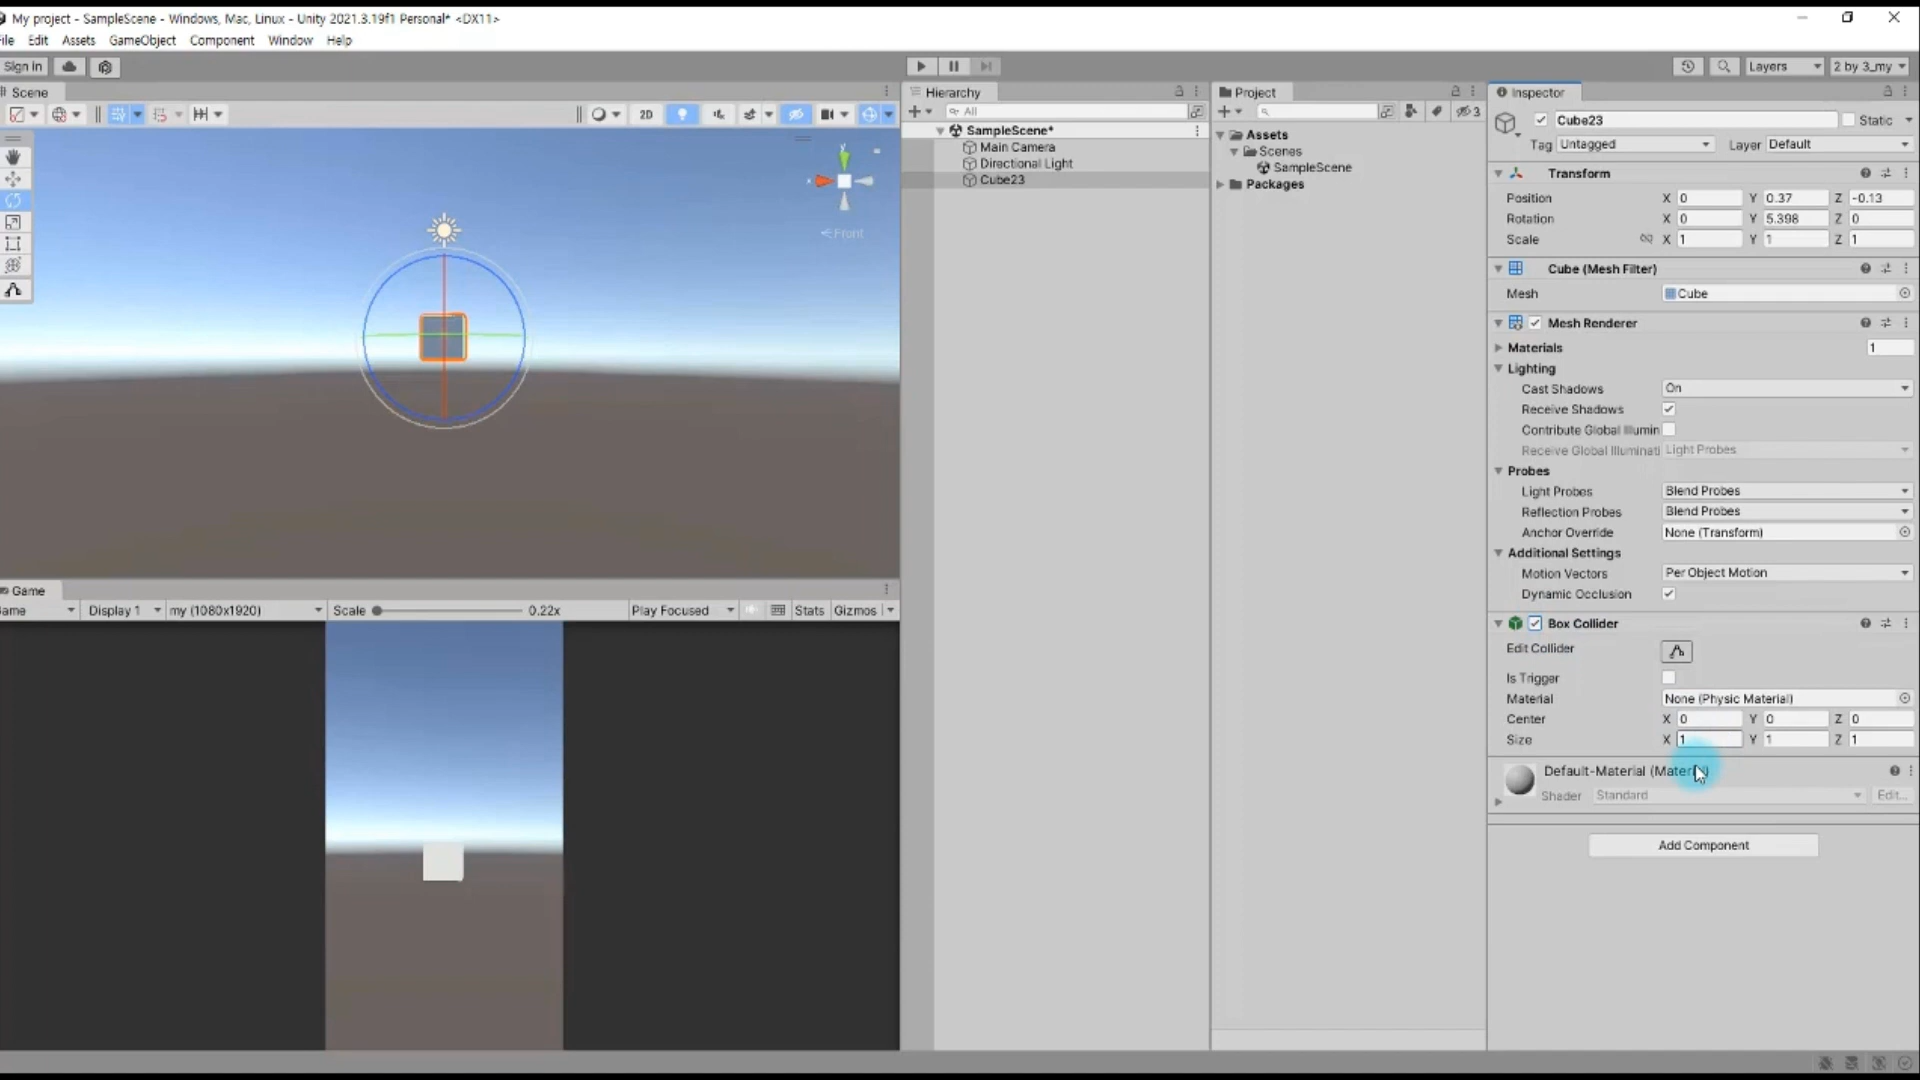 My project - SampleScene - Windows, Mac, Linux - Unity 2021.3.19f1 Personal* <DX11>
File Edit Assets GameObject Component Window Help
Sign in
Layers
2 by 3_my
Scene
2D
y
x
Front
Game
Game
Display 1
my (1080x1920)
Scale
0.22x
Play Focused
Stats
Gizmos
Hierarchy
All
SampleScene*
Main Camera
Directional Light
Cube23
Project
3
Assets
Scenes
SampleScene
Packages
Inspector
Cube23
Static
Tag Untagged Layer Default
Transform
Position X 0 Y 0.37 Z -0.13
Rotation X 0 Y 5.398 Z 0
Scale X 1 Y 1 Z 1
Cube (Mesh Filter)
Mesh Cube
Mesh Renderer
Materials 1
Lighting
Cast Shadows On
Receive Shadows
Contribute Global Illumin
Receive Global Illuminati Light Probes
Probes
Light Probes Blend Probes
Reflection Probes Blend Probes
Anchor Override None (Transform)
Additional Settings
Motion Vectors Per Object Motion
Dynamic Occlusion
Box Collider
Edit Collider
Is Trigger
Material None (Physic Material)
Center X 0 Y 0 Z 0
Size X 1 Y 1 Z 1
Default-Material (Material)
Shader Standard Edit...
Add Component